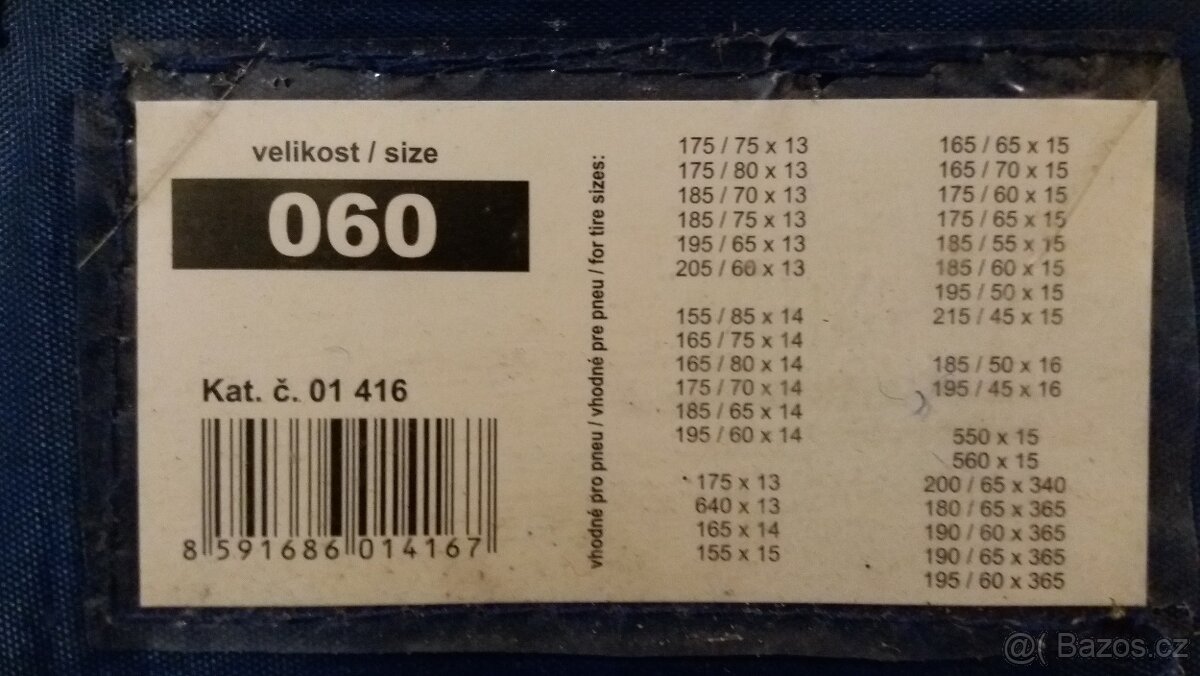 velikost / size
060
Kat. č. 01 416
8 591686 014167
vhodné pro pneu / vhodné pre pneu / for tire sizes:
175 / 75 x 13
175 / 80 x 13
185 / 70 x 13
185 / 75 x 13
195 / 65 x 13
205 / 60 x 13
155 / 85 x 14
165 / 75 x 14
165 / 80 x 14
175 / 70 x 14
185 / 65 x 14
195 / 60 x 14
175 x 13
640 x 13
165 x 14
155 x 15
165 / 65 x 15
165 / 70 x 15
175 / 60 x 15
175 / 65 x 15
185 / 55 x 15
185 / 60 x 15
195 / 50 x 15
215 / 45 x 15
185 / 50 x 16
195 / 45 x 16
550 x 15
560 x 15
200 / 65 x 340
180 / 65 x 365
190 / 60 x 365
190 / 65 x 365
195 / 60 x 365
@( Bazos.cz